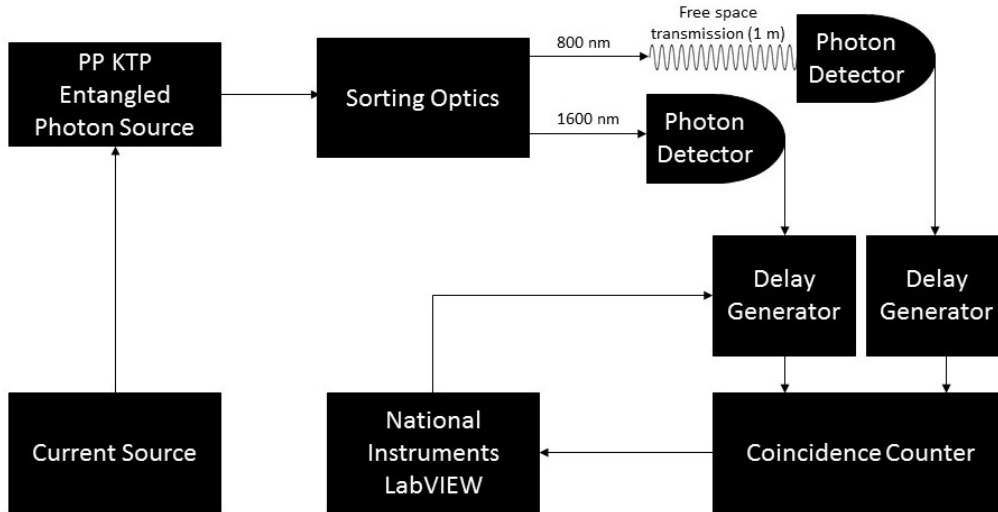 PP KTP
Entangled
Photon Source
Sorting Optics
800 nm
Free space
transmission (1 m)
Photon
Detector
1600 nm
Photon
Detector
Delay
Generator
Delay
Generator
Current Source
National
Instruments
LabVIEW
Coincidence Counter